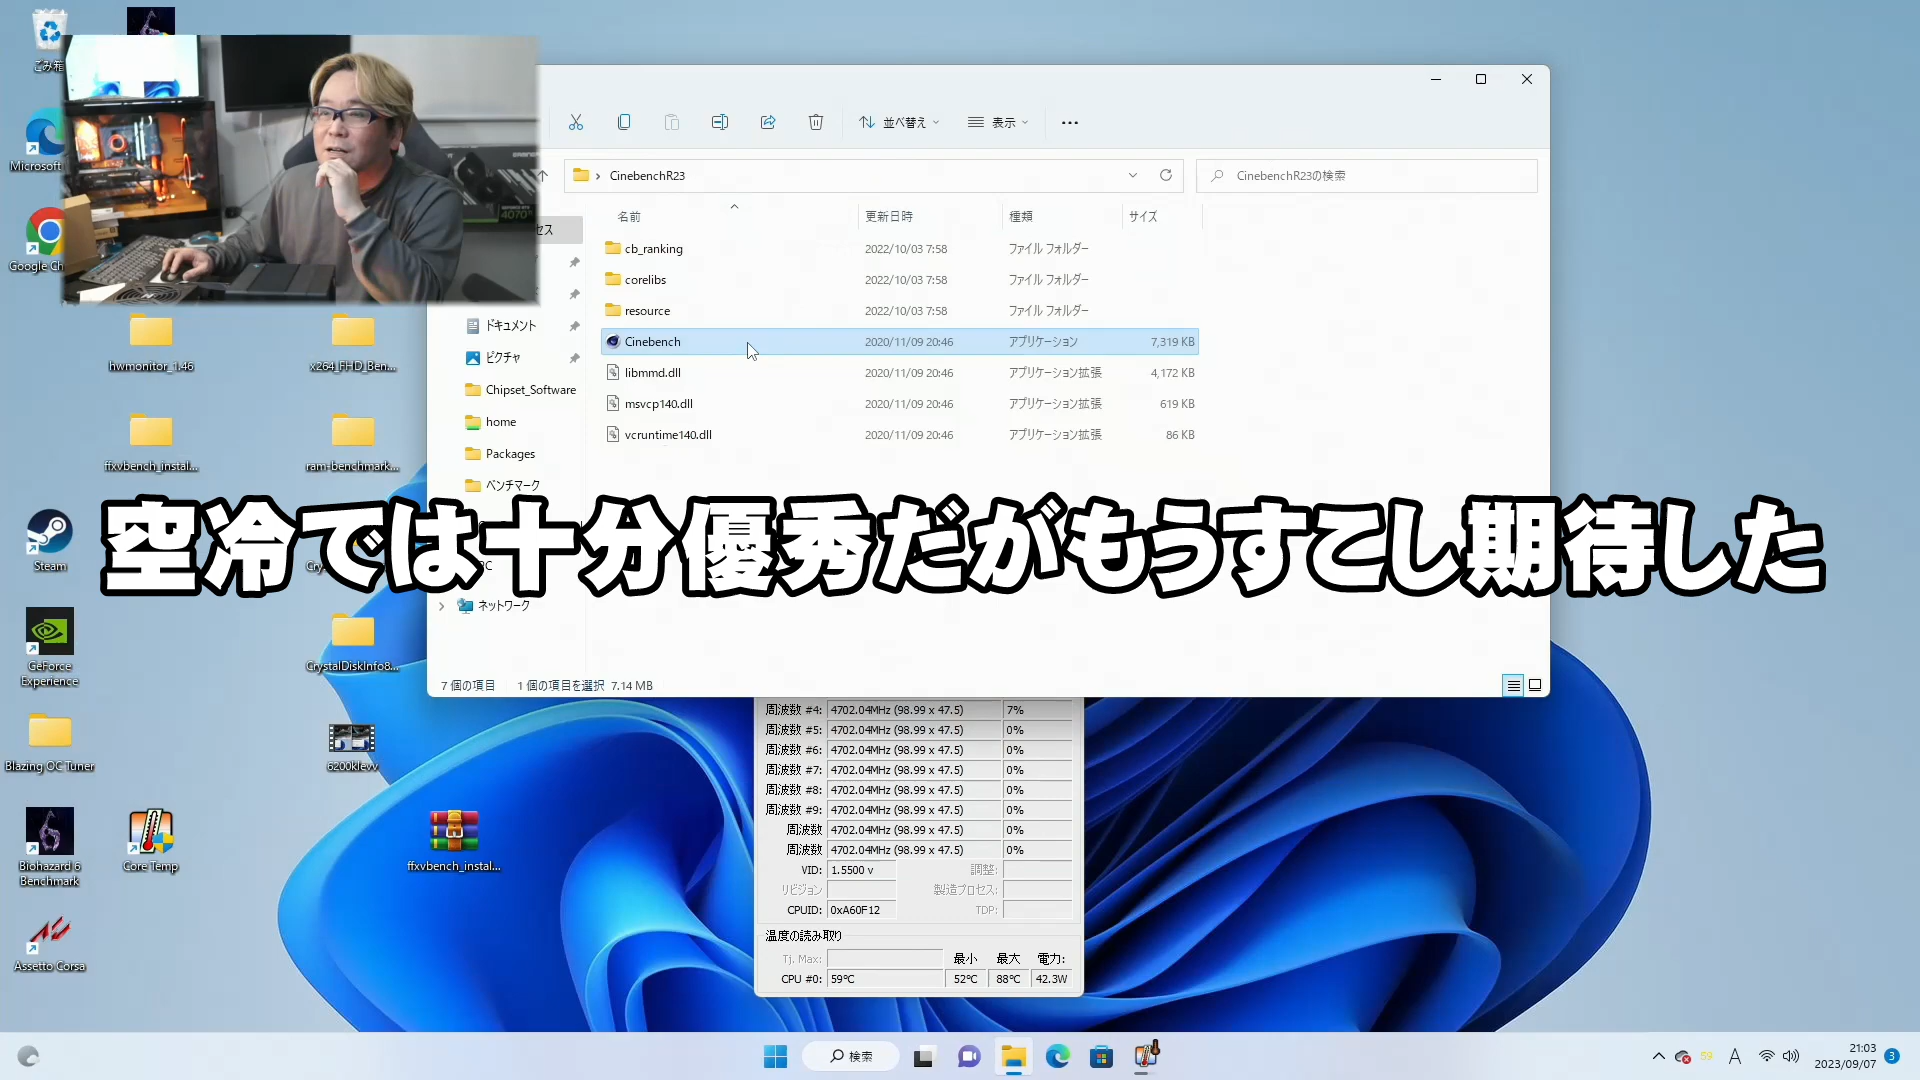 ごみ箱
Microsoft
Google Ch
hwmonitor_1.46
x264_FHD_Ben...
ffxvbench_instal...
ram-benchmark...
Steam
GeForce
Experience
CrystalDiskInfo8...
Blazing OC Tuner
6200klevv
Biohazard 6
Benchmark
Core Temp
ffxvbench_instal...
Assetto Corsa
並べ替え
表示
CinebenchR23
CinebenchR23の検索
名前 更新日時 種類 サイズ
cb_ranking 2022/10/03 7:58 ファイル フォルダー
corelibs 2022/10/03 7:58 ファイル フォルダー
resource 2022/10/03 7:58 ファイル フォルダー
Cinebench 2020/11/09 20:46 アプリケーション 7,319 KB
libmmd.dll 2020/11/09 20:46 アプリケーション拡張 4,172 KB
msvcp140.dll 2020/11/09 20:46 アプリケーション拡張 619 KB
vcruntime140.dll 2020/11/09 20:46 アプリケーション拡張 86 KB
セス
ドキュメント
ピクチャ
Chipset_Software
home
Packages
ベンチマーク
ネットワーク
7 個の項目 1 個の項目を選択 7.14 MB
空冷では十分優秀だがもうすこし期待した
周波数 #4: 4702.04MHz (98.99 x 47.5) 7%
周波数 #5: 4702.04MHz (98.99 x 47.5) 0%
周波数 #6: 4702.04MHz (98.99 x 47.5) 0%
周波数 #7: 4702.04MHz (98.99 x 47.5) 0%
周波数 #8: 4702.04MHz (98.99 x 47.5) 0%
周波数 #9: 4702.04MHz (98.99 x 47.5) 0%
周波数 4702.04MHz (98.99 x 47.5) 0%
周波数 4702.04MHz (98.99 x 47.5) 0%
VID: 1.5500 v 調整:
リビジョン 製造プロセス:
CPUID: 0xA60F12 TDP:
温度の読み取り
Tj. Max: 最小 最大 電力:
CPU #0: 59℃ 52℃ 88℃ 42.3W
検索
59
A
21:03
2023/09/07
3